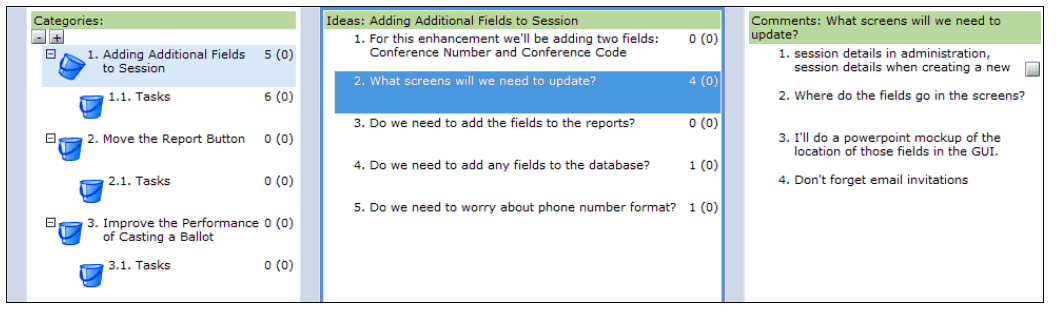 Categories:
- +
1. Adding Additional Fields 5 (0)
to Session
1.1. Tasks 6 (0)
2. Move the Report Button 0 (0)
2.1. Tasks 0 (0)
3. Improve the Performance 0 (0)
of Casting a Ballot
3.1. Tasks 0 (0)
Ideas: Adding Additional Fields to Session
1. For this enhancement we'll be adding two fields: 0 (0)
Conference Number and Conference Code
2. What screens will we need to update? 4 (0)
3. Do we need to add the fields to the reports? 0 (0)
4. Do we need to add any fields to the database? 1 (0)
5. Do we need to worry about phone number format? 1 (0)
Comments: What screens will we need to
update?
1. session details in administration,
session details when creating a new
2. Where do the fields go in the screens?
3. I'll do a powerpoint mockup of the
location of those fields in the GUI.
4. Don't forget email invitations